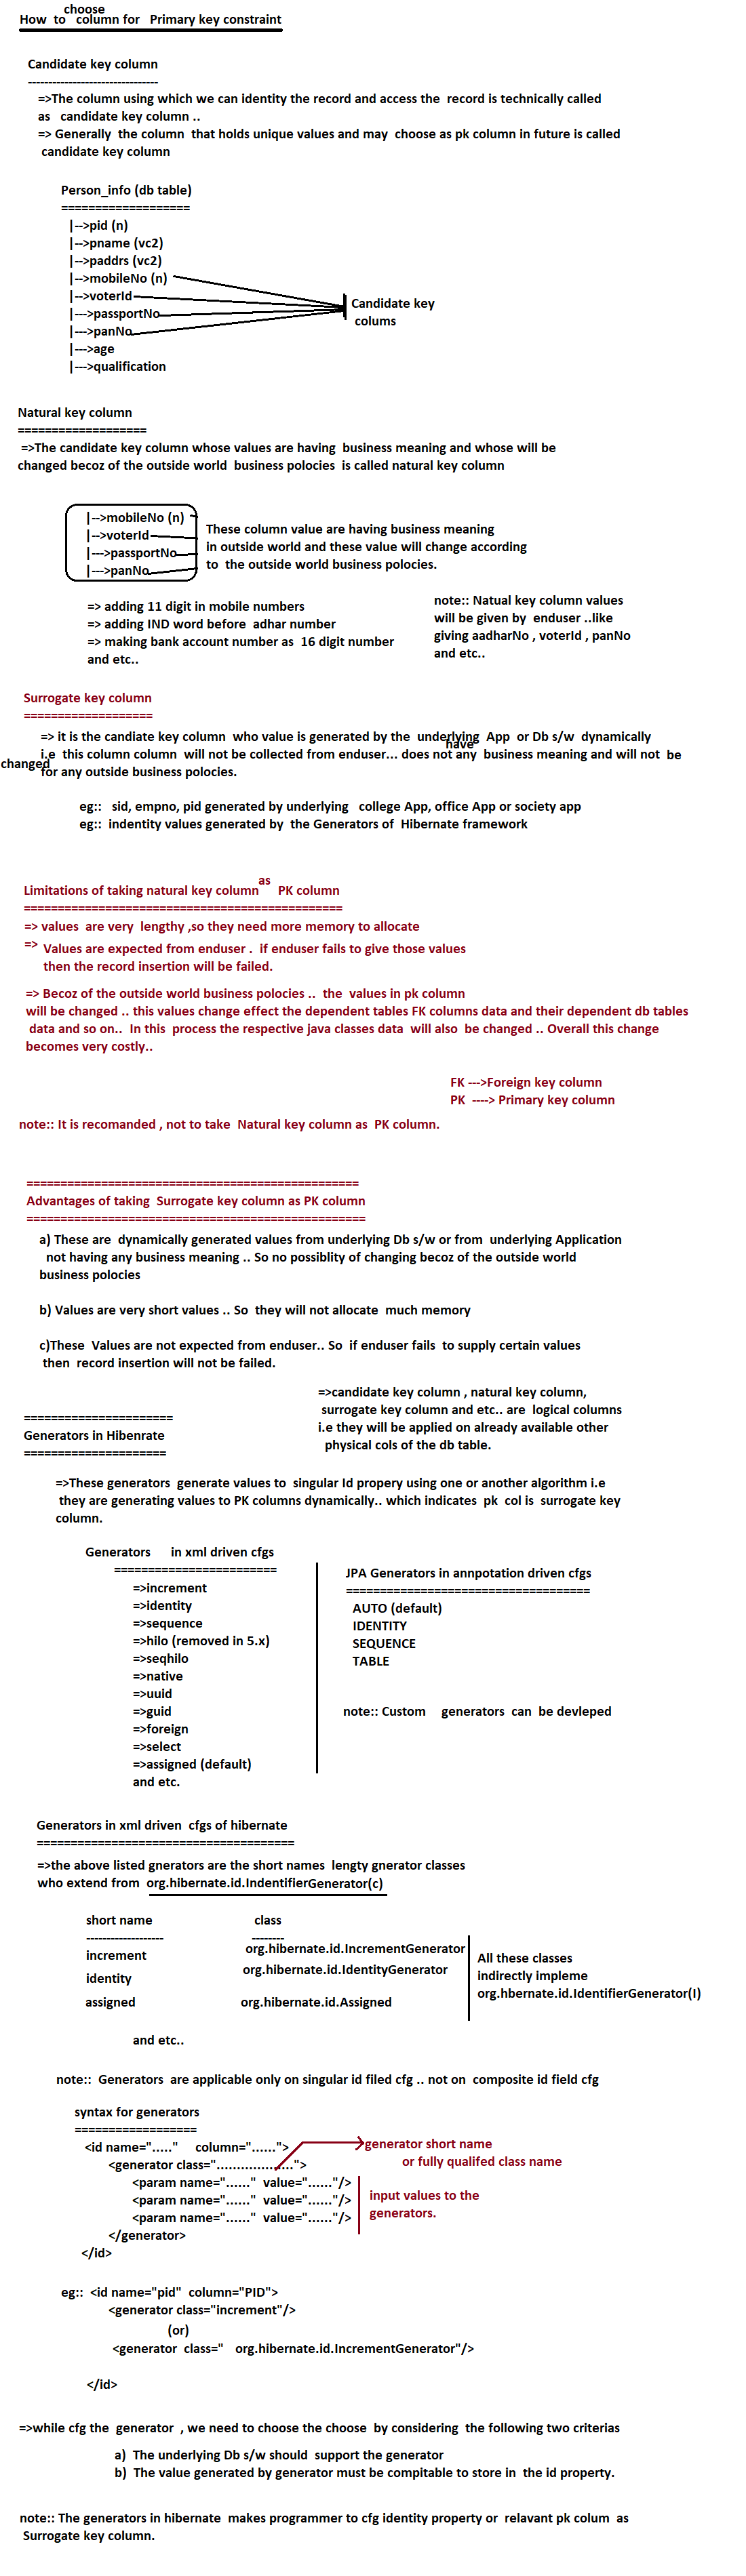 How to choose column for Primary key constraint
Candidate key column
--------------------------------
=>The column using which we can identity the record and access the record is technically called
as candidate key column ..
=> Generally the column that holds unique values and may choose as pk column in future is called
candidate key column
Person_info (db table)
===================
|-->pid (n)
|-->pname (vc2)
|-->paddrs (vc2)
|-->mobileNo (n)
|-->voterId
|--->passportNo
|--->panNo
|--->age
|--->qualification
Candidate key
colums
Natural key column
===================
=>The candidate key column whose values are having business meaning and whose will be
changed becoz of the outside world business polocies is called natural key column
|-->mobileNo (n)
|-->voterId
|--->passportNo
|--->panNo
These column value are having business meaning
in outside world and these value will change according
to the outside world business polocies.
=> adding 11 digit in mobile numbers
=> adding IND word before adhar number
=> making bank account number as 16 digit number
and etc..
note:: Natual key column values
will be given by enduser ..like
giving aadharNo , voterId , panNo
and etc..
Surrogate key column
===================
=> it is the candiate key column who value is generated by the underlying App or Db s/w dynamically
i.e this column column will not be collected from enduser... does not have any business meaning and will not be
changed for any outside business polocies.
eg:: sid, empno, pid generated by underlying college App, office App or society app
eg:: indentity values generated by the Generators of Hibernate framework
Limitations of taking natural key column as PK column
===============================================
=> values are very lengthy ,so they need more memory to allocate
=> Values are expected from enduser . if enduser fails to give those values
then the record insertion will be failed.
=> Becoz of the outside world business polocies .. the values in pk column
will be changed .. this values change effect the dependent tables FK columns data and their dependent db tables
data and so on.. In this process the respective java classes data will also be changed .. Overall this change
becomes very costly..
FK --->Foreign key column
PK ----> Primary key column
note:: It is recomanded , not to take Natural key column as PK column.
=================================================
Advantages of taking Surrogate key column as PK column
==================================================
a) These are dynamically generated values from underlying Db s/w or from underlying Application
not having any business meaning .. So no possiblity of changing becoz of the outside world
business polocies
b) Values are very short values .. So they will not allocate much memory
c)These Values are not expected from enduser.. So if enduser fails to supply certain values
then record insertion will not be failed.
=>candidate key column , natural key column,
surrogate key column and etc.. are logical columns
i.e they will be applied on already available other
physical cols of the db table.
======================
Generators in Hibenrate
=====================
=>These generators generate values to singular Id propery using one or another algorithm i.e
they are generating values to PK columns dynamically.. which indicates pk col is surrogate key
column.
Generators in xml driven cfgs
========================
=>increment
=>identity
=>sequence
=>hilo (removed in 5.x)
=>seqhilo
=>native
=>uuid
=>guid
=>foreign
=>select
=>assigned (default)
and etc.
JPA Generators in annpotation driven cfgs
====================================
AUTO (default)
IDENTITY
SEQUENCE
TABLE
note:: Custom generators can be devleped
Generators in xml driven cfgs of hibernate
======================================
=>the above listed gnerators are the short names lengty gnerator classes
who extend from org.hibernate.id.IndentifierGenerator(c)
short name class
------------------- --------
increment org.hibernate.id.IncrementGenerator
identity org.hibernate.id.IdentityGenerator
assigned org.hibernate.id.Assigned
All these classes
indirectly impleme
org.hbernate.id.IdentifierGenerator(I)
and etc..
note:: Generators are applicable only on singular id filed cfg .. not on composite id field cfg
syntax for generators
==================
<id name="....." column="......">
<generator class="...................">
<param name="......" value="......"/>
<param name="......" value="......"/>
<param name="......" value="......"/>
</generator>
</id>
generator short name
or fully qualifed class name
input values to the
generators.
eg:: <id name="pid" column="PID">
<generator class="increment"/>
(or)
<generator class=" org.hibernate.id.IncrementGenerator"/>
</id>
=>while cfg the generator , we need to choose the choose by considering the following two criterias
a) The underlying Db s/w should support the generator
b) The value generated by generator must be compitable to store in the id property.
note:: The generators in hibernate makes programmer to cfg identity property or relavant pk colum as
Surrogate key column.